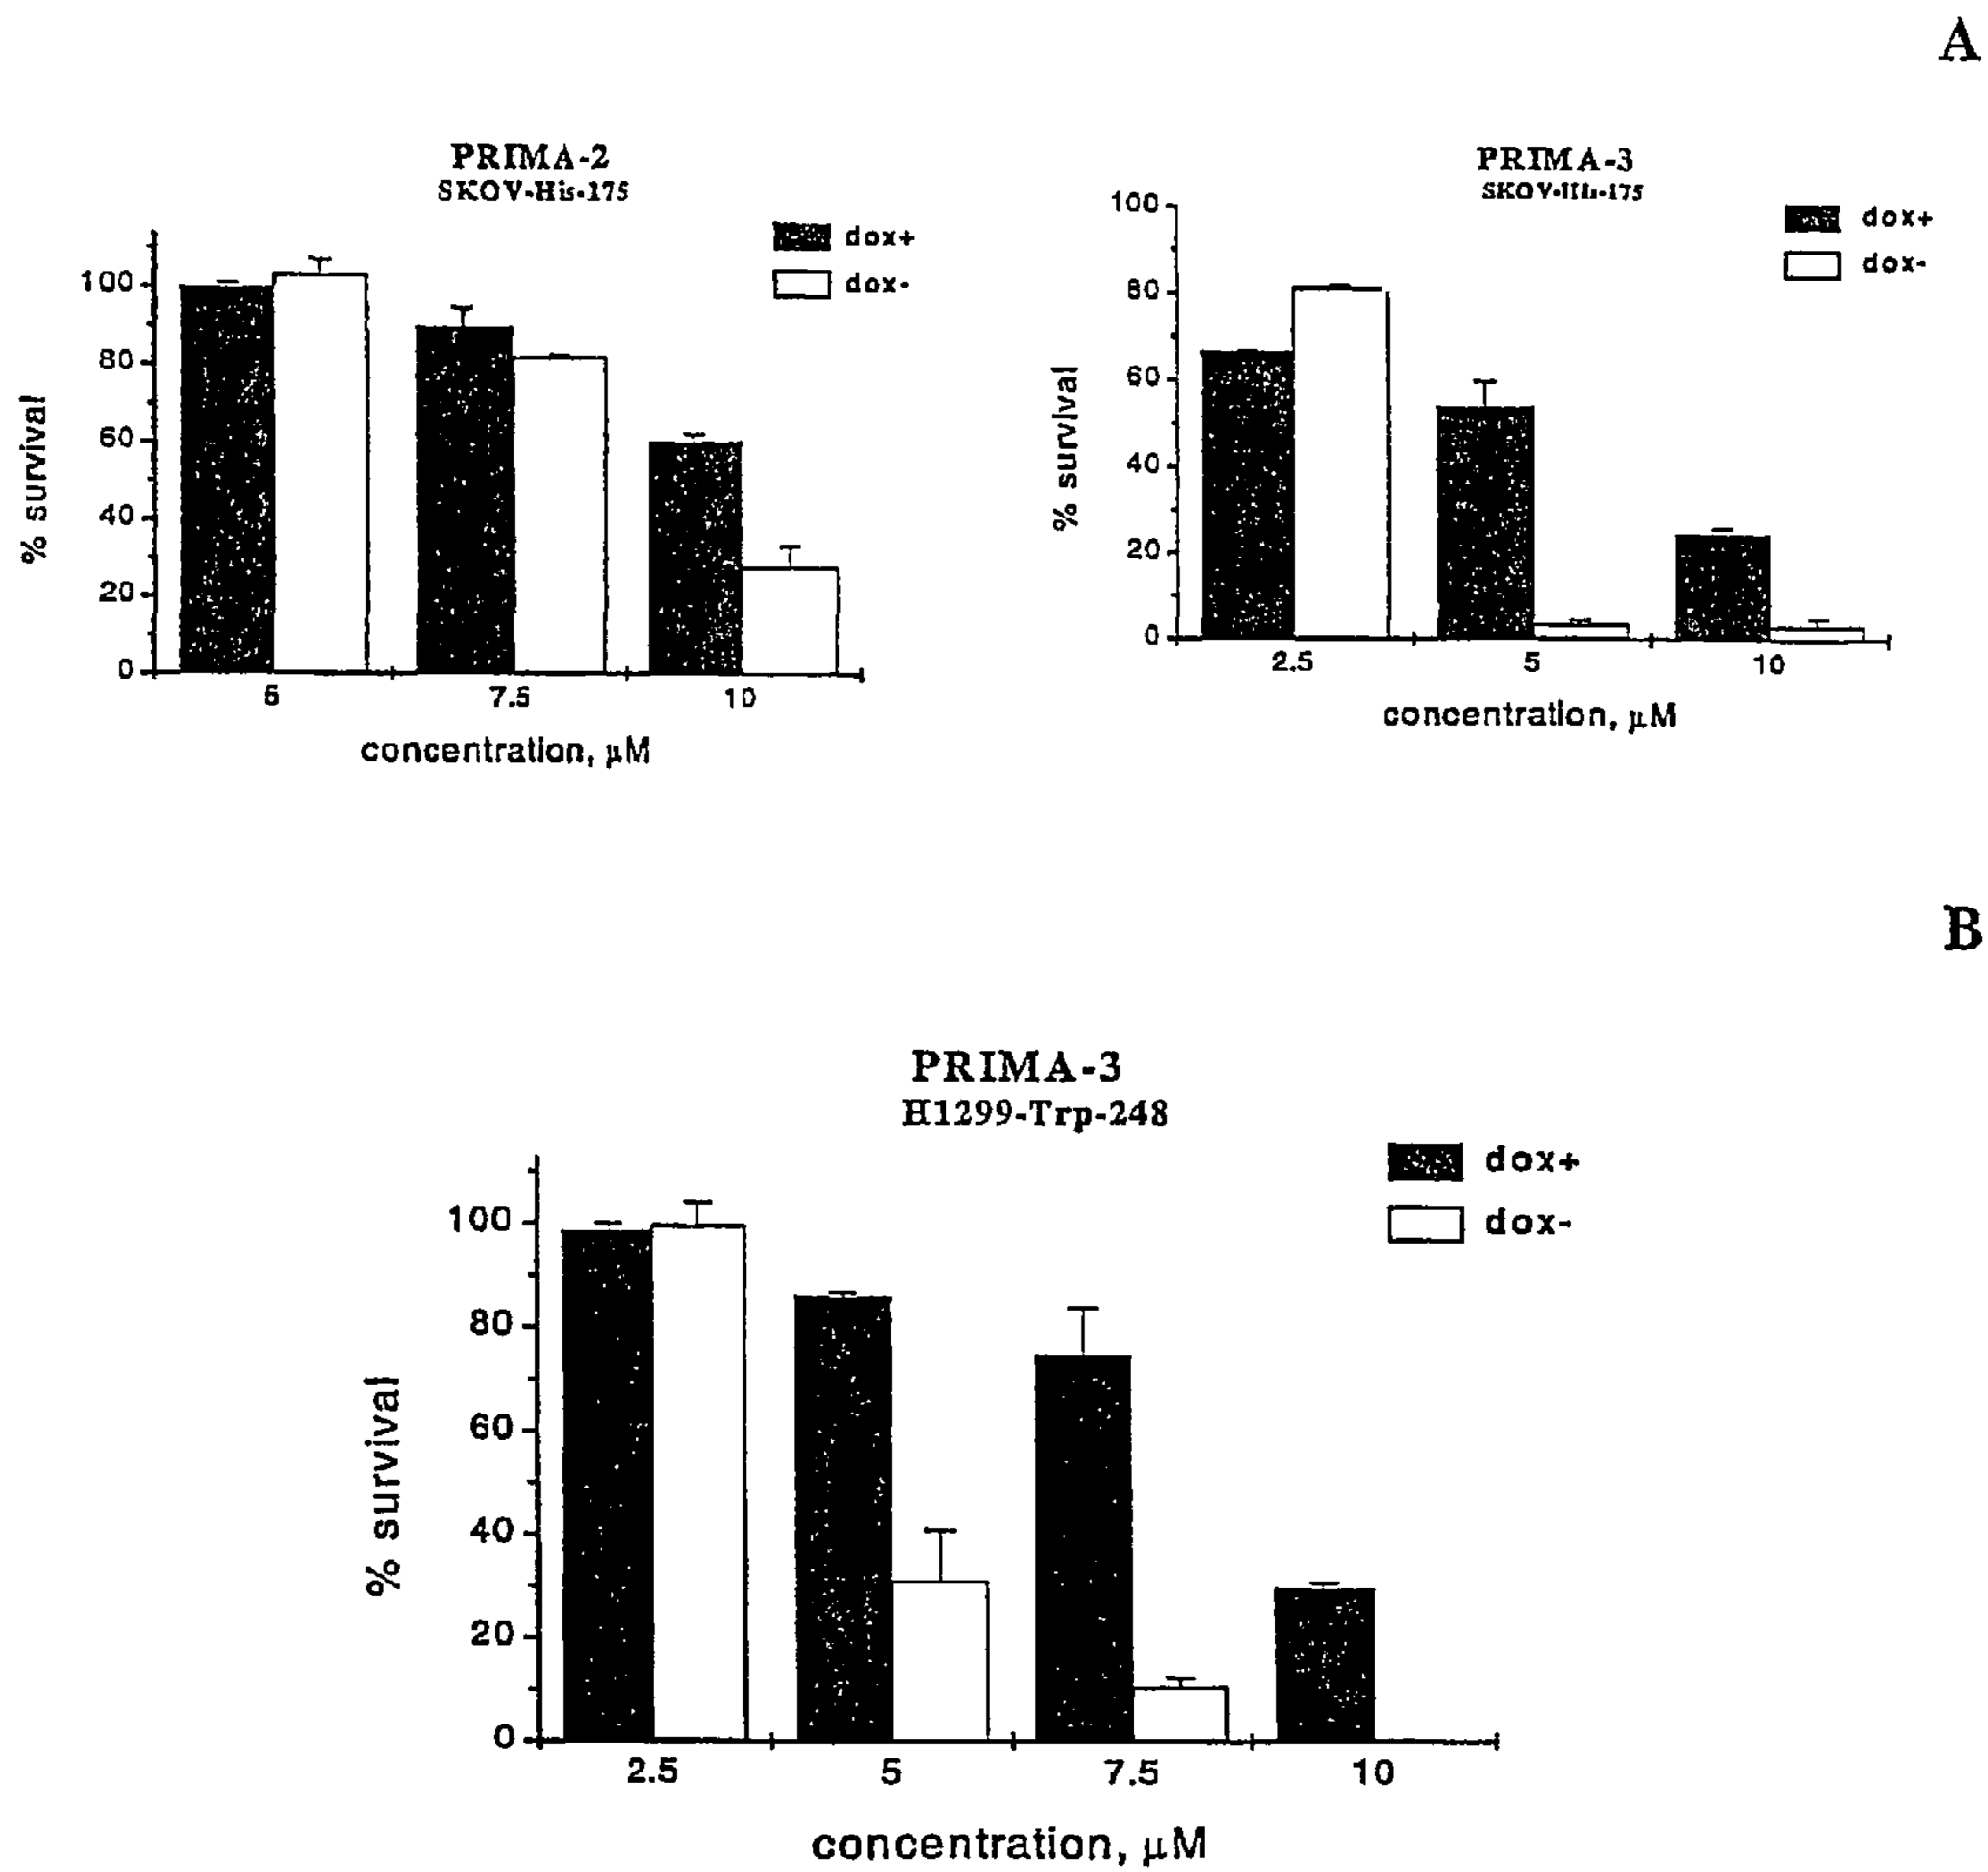 A
PRIMA-2
SKOV-His-175
dox+
dox-
100
80
60
40
20
0
% survival
5
7.5
10
concentration, µM
PRIMA-3
SKOV-His-175
dox+
dox-
100
80
60
40
20
0
% survival
2.5
5
10
concentration, µM
B
PRIMA-3
H1299-Trp-248
dox+
dox-
100
80
60
40
20
0
% survival
2.5
5
7.5
10
concentration, µM